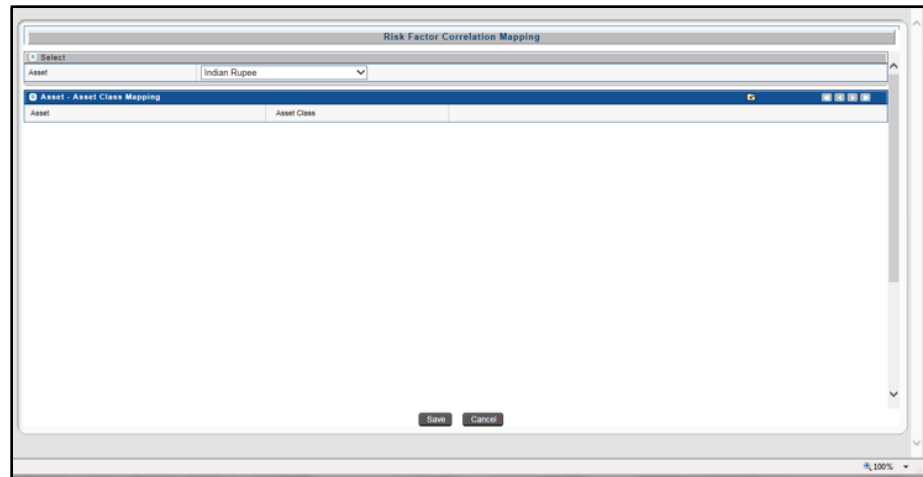 Risk Factor Correlation Mapping
Select
Asset Indian Rupee
Asset - Asset Class Mapping
Asset Asset Class
Save Cancel
100%